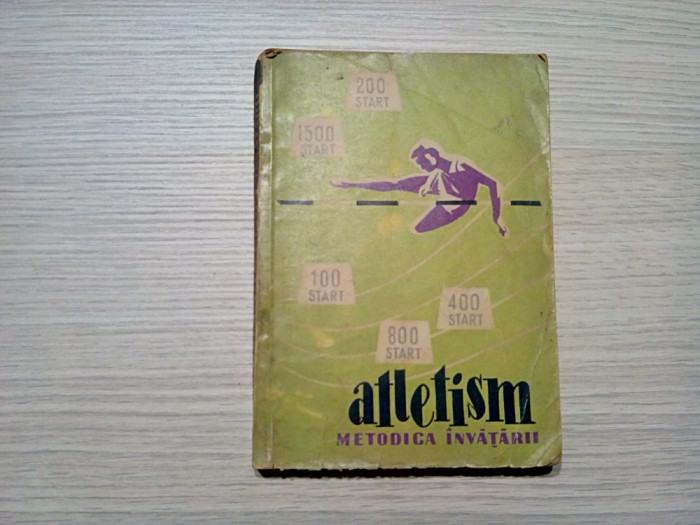 200
START
1500
START
100
START
400
START
800
START
atletism
METODICA ÎNVĂȚĂRII